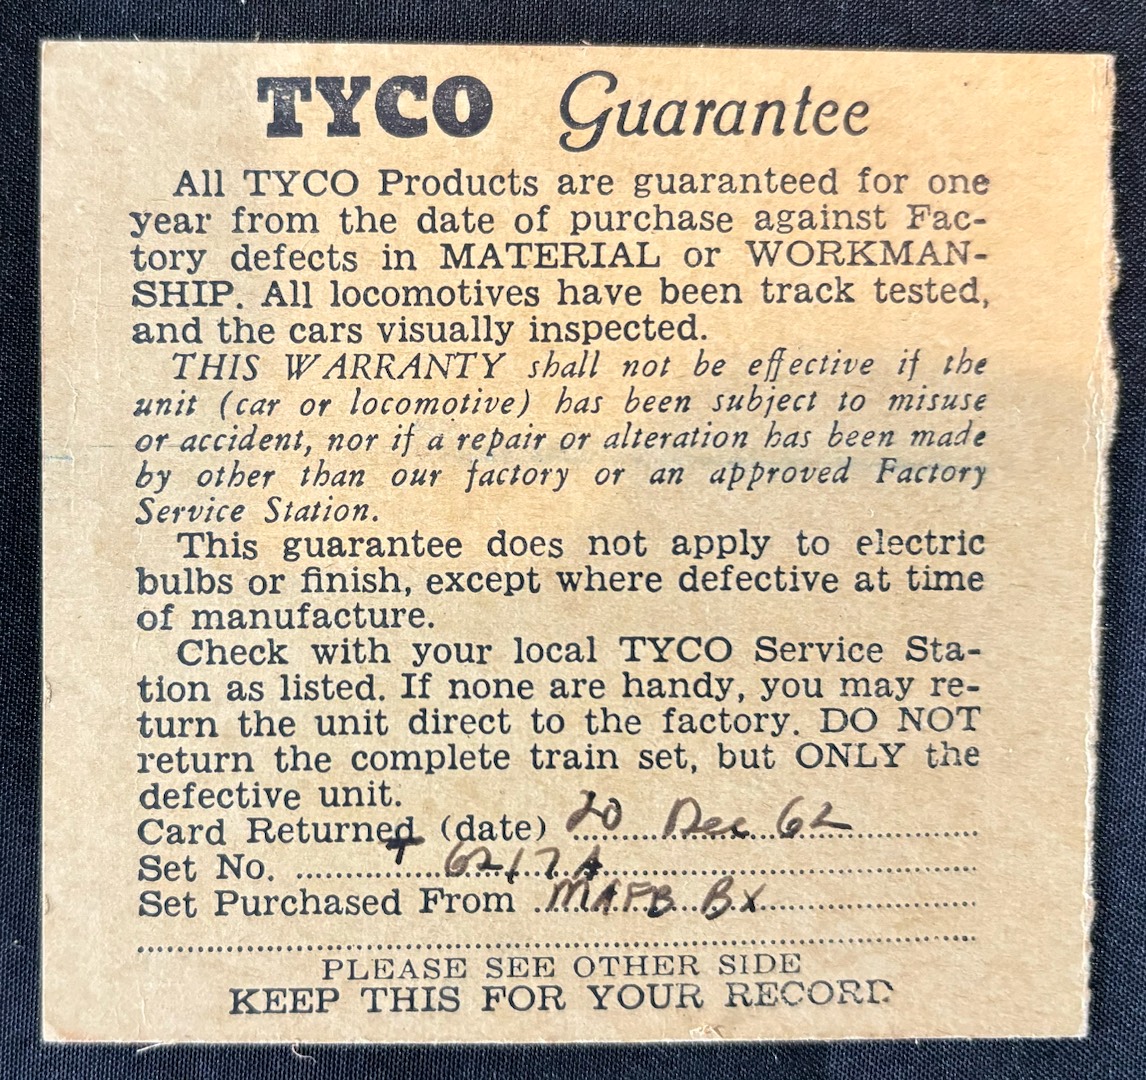 TYCO Guarantee
All TYCO Products are guaranteed for one
year from the date of purchase against Fac-
tory defects in MATERIAL or WORKMAN-
SHIP. All locomotives have been track tested,
and the cars visually inspected.
THIS WARRANTY shall not be effective if the
unit (car or locomotive) has been subject to misuse
or accident, nor if a repair or alteration has been made
by other than our factory or an approved Factory
Service Station.
This guarantee does not apply to electric
bulbs or finish, except where defective at time
of manufacture.
Check with your local TYCO Service Sta-
tion as listed. If none are handy, you may re-
turn the unit direct to the factory. DO NOT
return the complete train set, but ONLY the
defective unit.
Card Returned (date) 20 Dec 62
Set No. T 6217A
Set Purchased From MAFB BX
PLEASE SEE OTHER SIDE
KEEP THIS FOR YOUR RECORD